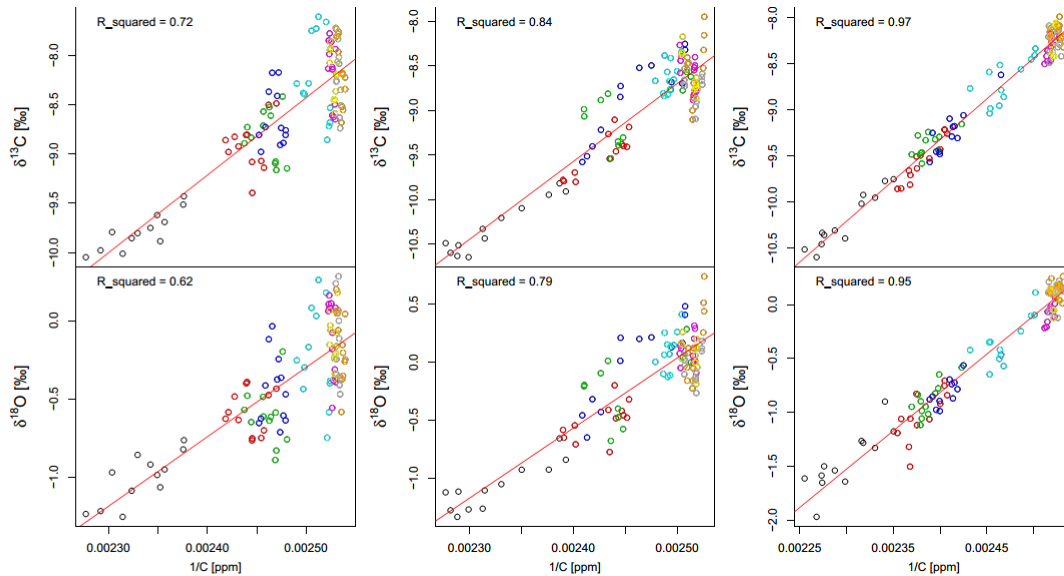 R_squared = 0.72
δ13C [‰]
−8.0
−8.5
−9.0
−9.5
−10.0
R_squared = 0.84
δ13C [‰]
−8.0
−8.5
−9.0
−9.5
−10.0
−10.5
R_squared = 0.97
δ13C [‰]
−8.0
−8.5
−9.0
−9.5
−10.0
−10.5
R_squared = 0.62
δ18O [‰]
0.0
−0.5
−1.0
R_squared = 0.79
δ18O [‰]
0.5
0.0
−0.5
−1.0
R_squared = 0.95
δ18O [‰]
0.0
−0.5
−1.0
−1.5
−2.0
0.00230 0.00240 0.00250
1/C [ppm]
0.00230 0.00240 0.00250
1/C [ppm]
0.00225 0.00235 0.00245
1/C [ppm]